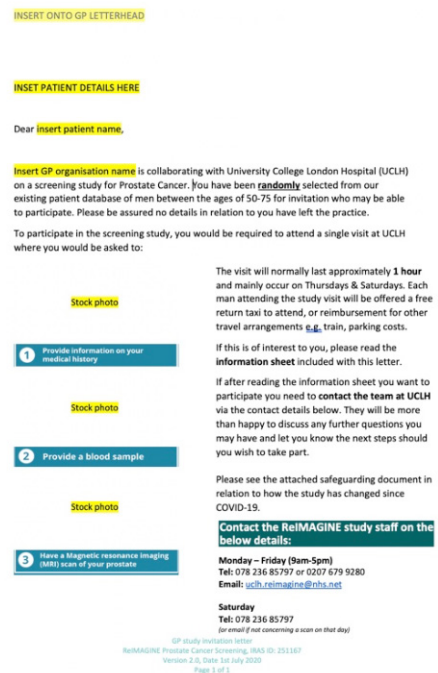 INSERT ONTO GP LETTERHEAD
INSET PATIENT DETAILS HERE
Dear insert patient name,
Insert GP organisation name is collaborating with University College London Hospital (UCLH)
on a screening study for Prostate Cancer. You have been randomly selected from our
existing patient database of men between the ages of 50-75 for invitation who may be able
to participate. Please be assured no details in relation to you have left the practice.
To participate in the screening study, you would be required to attend a single visit at UCLH
where you would be asked to:
Stock photo
1 Provide information on your
medical history
Stock photo
2 Provide a blood sample
Stock photo
3 Have a Magnetic resonance imaging
(MRI) scan of your prostate
The visit will normally last approximately 1 hour
and mainly occur on Thursdays & Saturdays. Each
man attending the study visit will be offered a free
return taxi to attend, or reimbursement for other
travel arrangements e.g. train, parking costs.
If this is of interest to you, please read the
information sheet included with this letter.
If after reading the information sheet you want to
participate you need to contact the team at UCLH
via the contact details below. They will be more
than happy to discuss any further questions you
may have and let you know the next steps should
you wish to take part.
Please see the attached safeguarding document in
relation to how the study has changed since
COVID-19.
Contact the ReIMAGINE study staff on the
below details:
Monday – Friday (9am-5pm)
Tel: 078 236 85797 or 0207 679 9280
Email: uclh.reimagine@nhs.net
Saturday
Tel: 078 236 85797
(or email if not concerning a scan on that day)
GP study invitation letter
ReIMAGINE Prostate Cancer Screening, IRAS ID: 251167
Version 2.0, Date 1st July 2020
Page 1 of 1